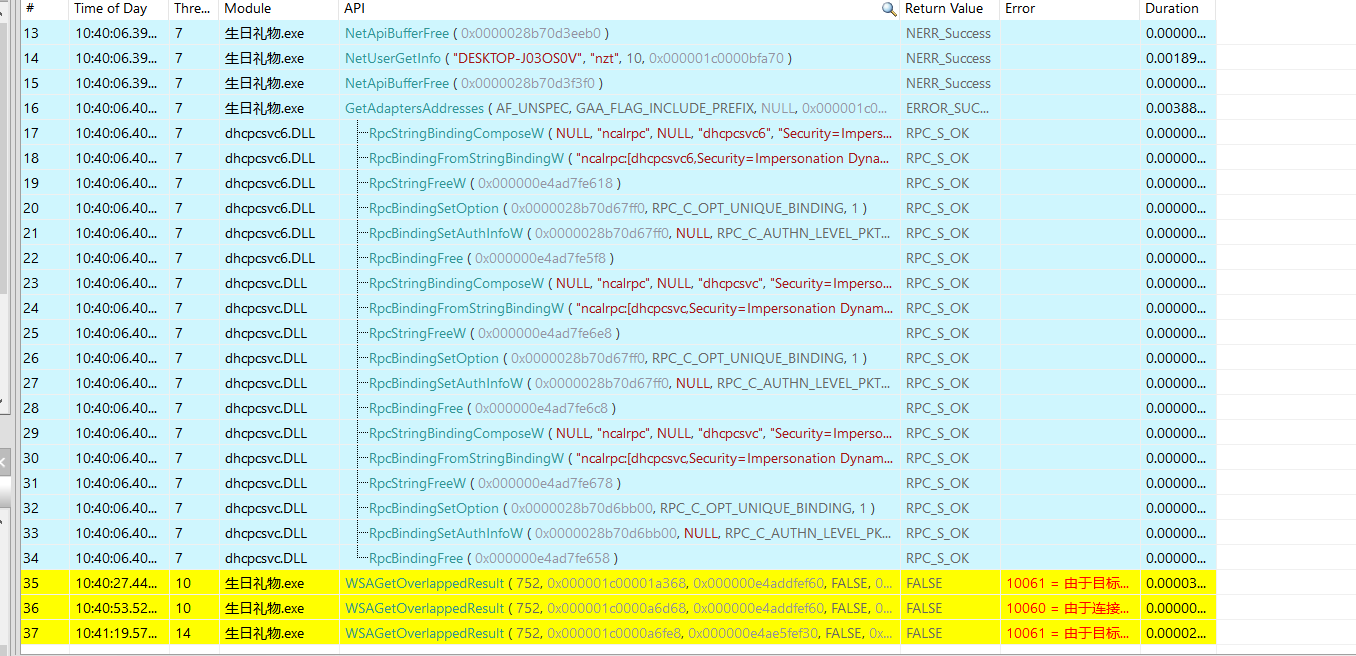 # Time of Day Thre... Module API Return Value Error Duration
13 10:40:06.39... 7 生日礼物.exe NetApiBufferFree ( 0x0000028b70d3eeb0 ) NERR_Success 0.00000...
14 10:40:06.39... 7 生日礼物.exe NetUserGetInfo ( "DESKTOP-J03OS0V", "nzt", 10, 0x000001c0000bfa70 ) NERR_Success 0.00189...
15 10:40:06.39... 7 生日礼物.exe NetApiBufferFree ( 0x0000028b70d3f3f0 ) NERR_Success 0.00000...
16 10:40:06.40... 7 生日礼物.exe GetAdaptersAddresses ( AF_UNSPEC, GAA_FLAG_INCLUDE_PREFIX, NULL, 0x000001c0... ERROR_SUC... 0.00388...
17 10:40:06.40... 7 dhcpcsvc6.DLL RpcStringBindingComposeW ( NULL, "ncalrpc", NULL, "dhcpcsvc6", "Security=Impers... RPC_S_OK 0.00000...
18 10:40:06.40... 7 dhcpcsvc6.DLL RpcBindingFromStringBindingW ( "ncalrpc:[dhcpcsvc6,Security=Impersonation Dyna... RPC_S_OK 0.00000...
19 10:40:06.40... 7 dhcpcsvc6.DLL RpcStringFreeW ( 0x000000e4ad7fe618 ) RPC_S_OK 0.00000...
20 10:40:06.40... 7 dhcpcsvc6.DLL RpcBindingSetOption ( 0x0000028b70d67ff0, RPC_C_OPT_UNIQUE_BINDING, 1 ) RPC_S_OK 0.00000...
21 10:40:06.40... 7 dhcpcsvc6.DLL RpcBindingSetAuthInfoW ( 0x0000028b70d67ff0, NULL, RPC_C_AUTHN_LEVEL_PKT... RPC_S_OK 0.00000...
22 10:40:06.40... 7 dhcpcsvc6.DLL RpcBindingFree ( 0x000000e4ad7fe5f8 ) RPC_S_OK 0.00000...
23 10:40:06.40... 7 dhcpcsvc.DLL RpcStringBindingComposeW ( NULL, "ncalrpc", NULL, "dhcpcsvc", "Security=Imperso... RPC_S_OK 0.00000...
24 10:40:06.40... 7 dhcpcsvc.DLL RpcBindingFromStringBindingW ( "ncalrpc:[dhcpcsvc,Security=Impersonation Dynam... RPC_S_OK 0.00000...
25 10:40:06.40... 7 dhcpcsvc.DLL RpcStringFreeW ( 0x000000e4ad7fe6e8 ) RPC_S_OK 0.00000...
26 10:40:06.40... 7 dhcpcsvc.DLL RpcBindingSetOption ( 0x0000028b70d67ff0, RPC_C_OPT_UNIQUE_BINDING, 1 ) RPC_S_OK 0.00000...
27 10:40:06.40... 7 dhcpcsvc.DLL RpcBindingSetAuthInfoW ( 0x0000028b70d67ff0, NULL, RPC_C_AUTHN_LEVEL_PKT... RPC_S_OK 0.00000...
28 10:40:06.40... 7 dhcpcsvc.DLL RpcBindingFree ( 0x000000e4ad7fe6c8 ) RPC_S_OK 0.00000...
29 10:40:06.40... 7 dhcpcsvc.DLL RpcStringBindingComposeW ( NULL, "ncalrpc", NULL, "dhcpcsvc", "Security=Imperso... RPC_S_OK 0.00000...
30 10:40:06.40... 7 dhcpcsvc.DLL RpcBindingFromStringBindingW ( "ncalrpc:[dhcpcsvc,Security=Impersonation Dynam... RPC_S_OK 0.00000...
31 10:40:06.40... 7 dhcpcsvc.DLL RpcStringFreeW ( 0x000000e4ad7fe678 ) RPC_S_OK 0.00000...
32 10:40:06.40... 7 dhcpcsvc.DLL RpcBindingSetOption ( 0x0000028b70d6bb00, RPC_C_OPT_UNIQUE_BINDING, 1 ) RPC_S_OK 0.00000...
33 10:40:06.40... 7 dhcpcsvc.DLL RpcBindingSetAuthInfoW ( 0x0000028b70d6bb00, NULL, RPC_C_AUTHN_LEVEL_PK... RPC_S_OK 0.00000...
34 10:40:06.40... 7 dhcpcsvc.DLL RpcBindingFree ( 0x000000e4ad7fe658 ) RPC_S_OK 0.00000...
35 10:40:27.44... 10 生日礼物.exe WSAGetOverlappedResult ( 752, 0x000001c00001a368, 0x000000e4addfef60, FALSE, 0... FALSE 10061 = 由于目标... 0.00003...
36 10:40:53.52... 10 生日礼物.exe WSAGetOverlappedResult ( 752, 0x000001c0000a6d68, 0x000000e4addfef60, FALSE, 0... FALSE 10060 = 由于连接... 0.00000...
37 10:41:19.57... 14 生日礼物.exe WSAGetOverlappedResult ( 752, 0x000001c0000a6fe8, 0x000000e4ae5fef30, FALSE, 0x... FALSE 10061 = 由于目标... 0.00002...